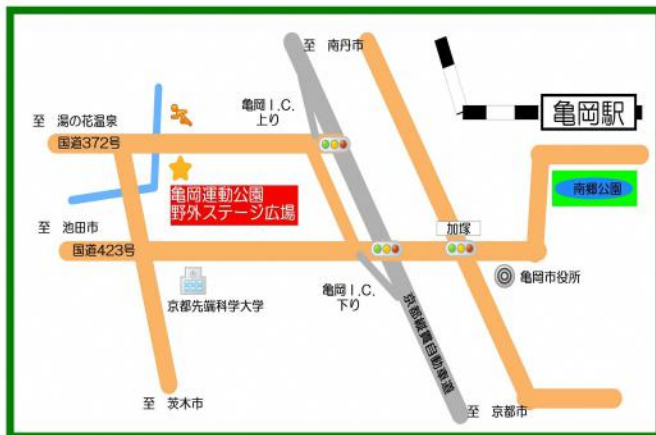 至 南丹市
亀岡I.C.
上り
亀岡駅
至 湯の花温泉
国道372号
南郷公園
亀岡運動公園
野外ステージ広場
至 池田市
加塚
国道423号
亀岡市役所
亀岡I.C.
下り
京都先端科学大学
京都縦貫自動車道
至 茨木市
至 京都市